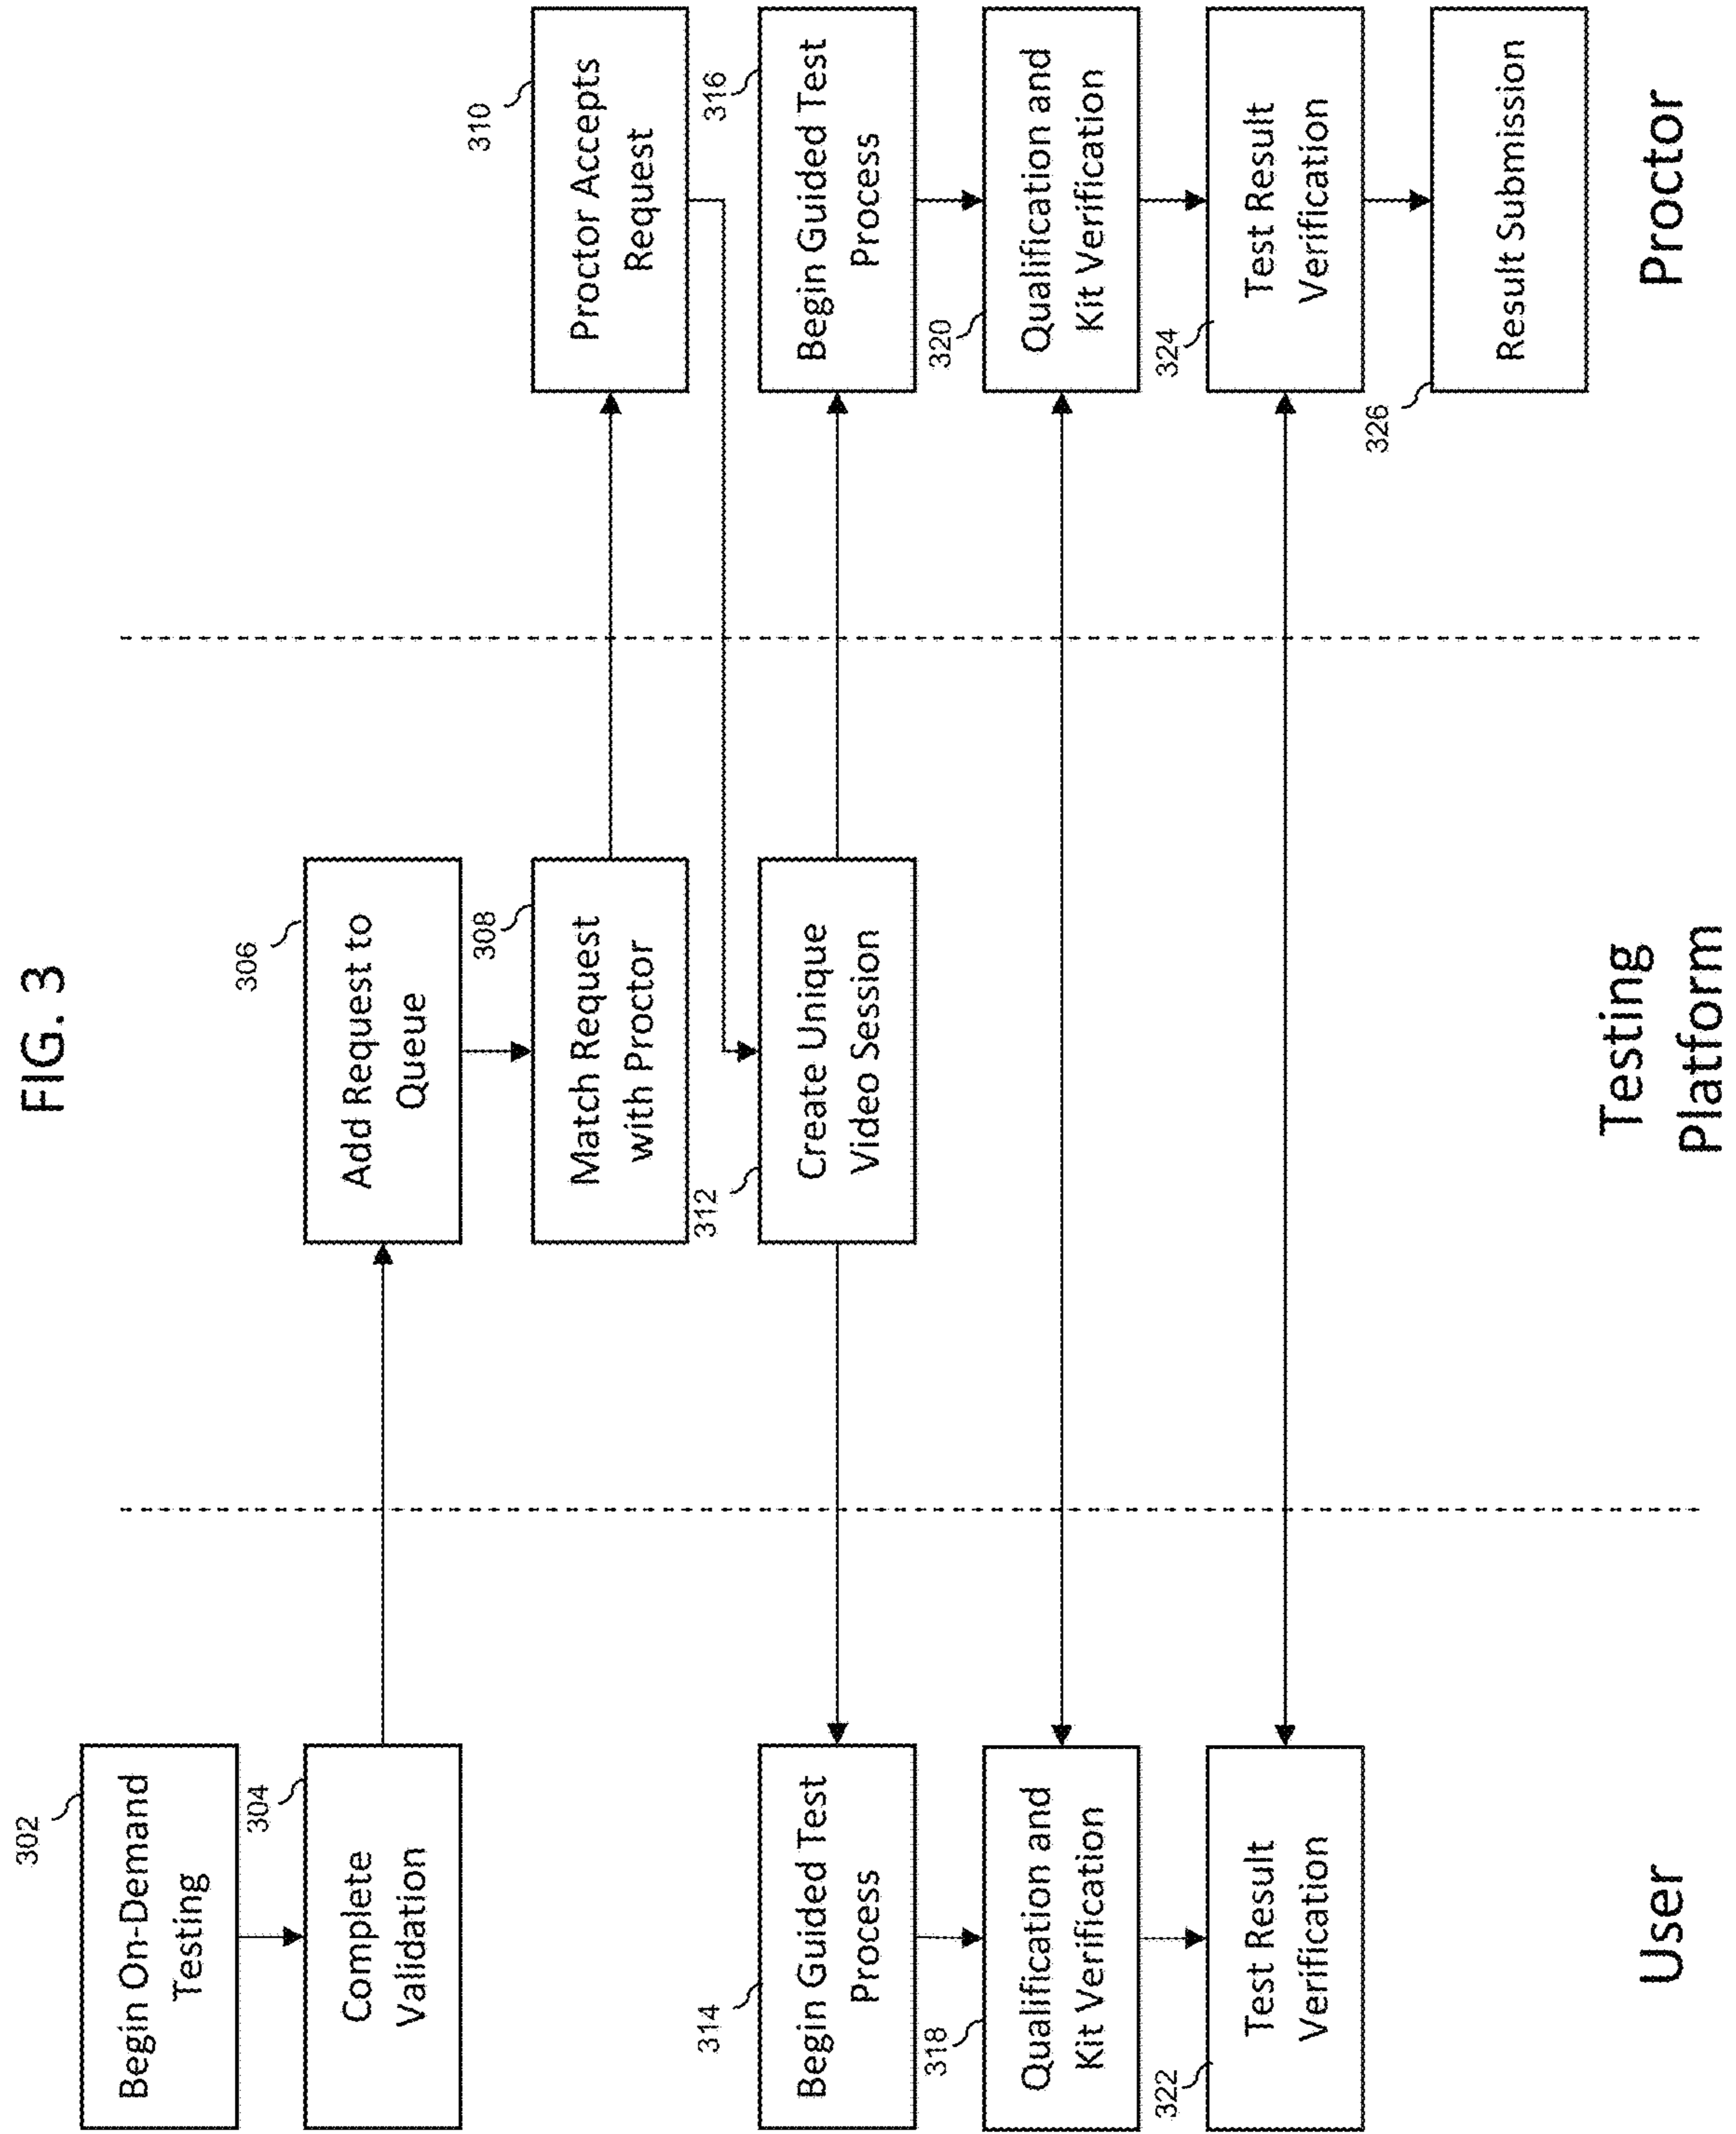 FIG. 3
302
Begin On-Demand
Testing
304
Complete
Validation
306
Add Request to
Queue
308
Match Request
with Proctor
310
Proctor Accepts
Request
312
Create Unique
Video Session
314
Begin Guided Test
Process
316
Begin Guided Test
Process
318
Qualification and
Kit Verification
320
Qualification and
Kit Verification
322
Test Result
Verification
324
Test Result
Verification
326
Result Submission
User
Testing
Platform
Proctor